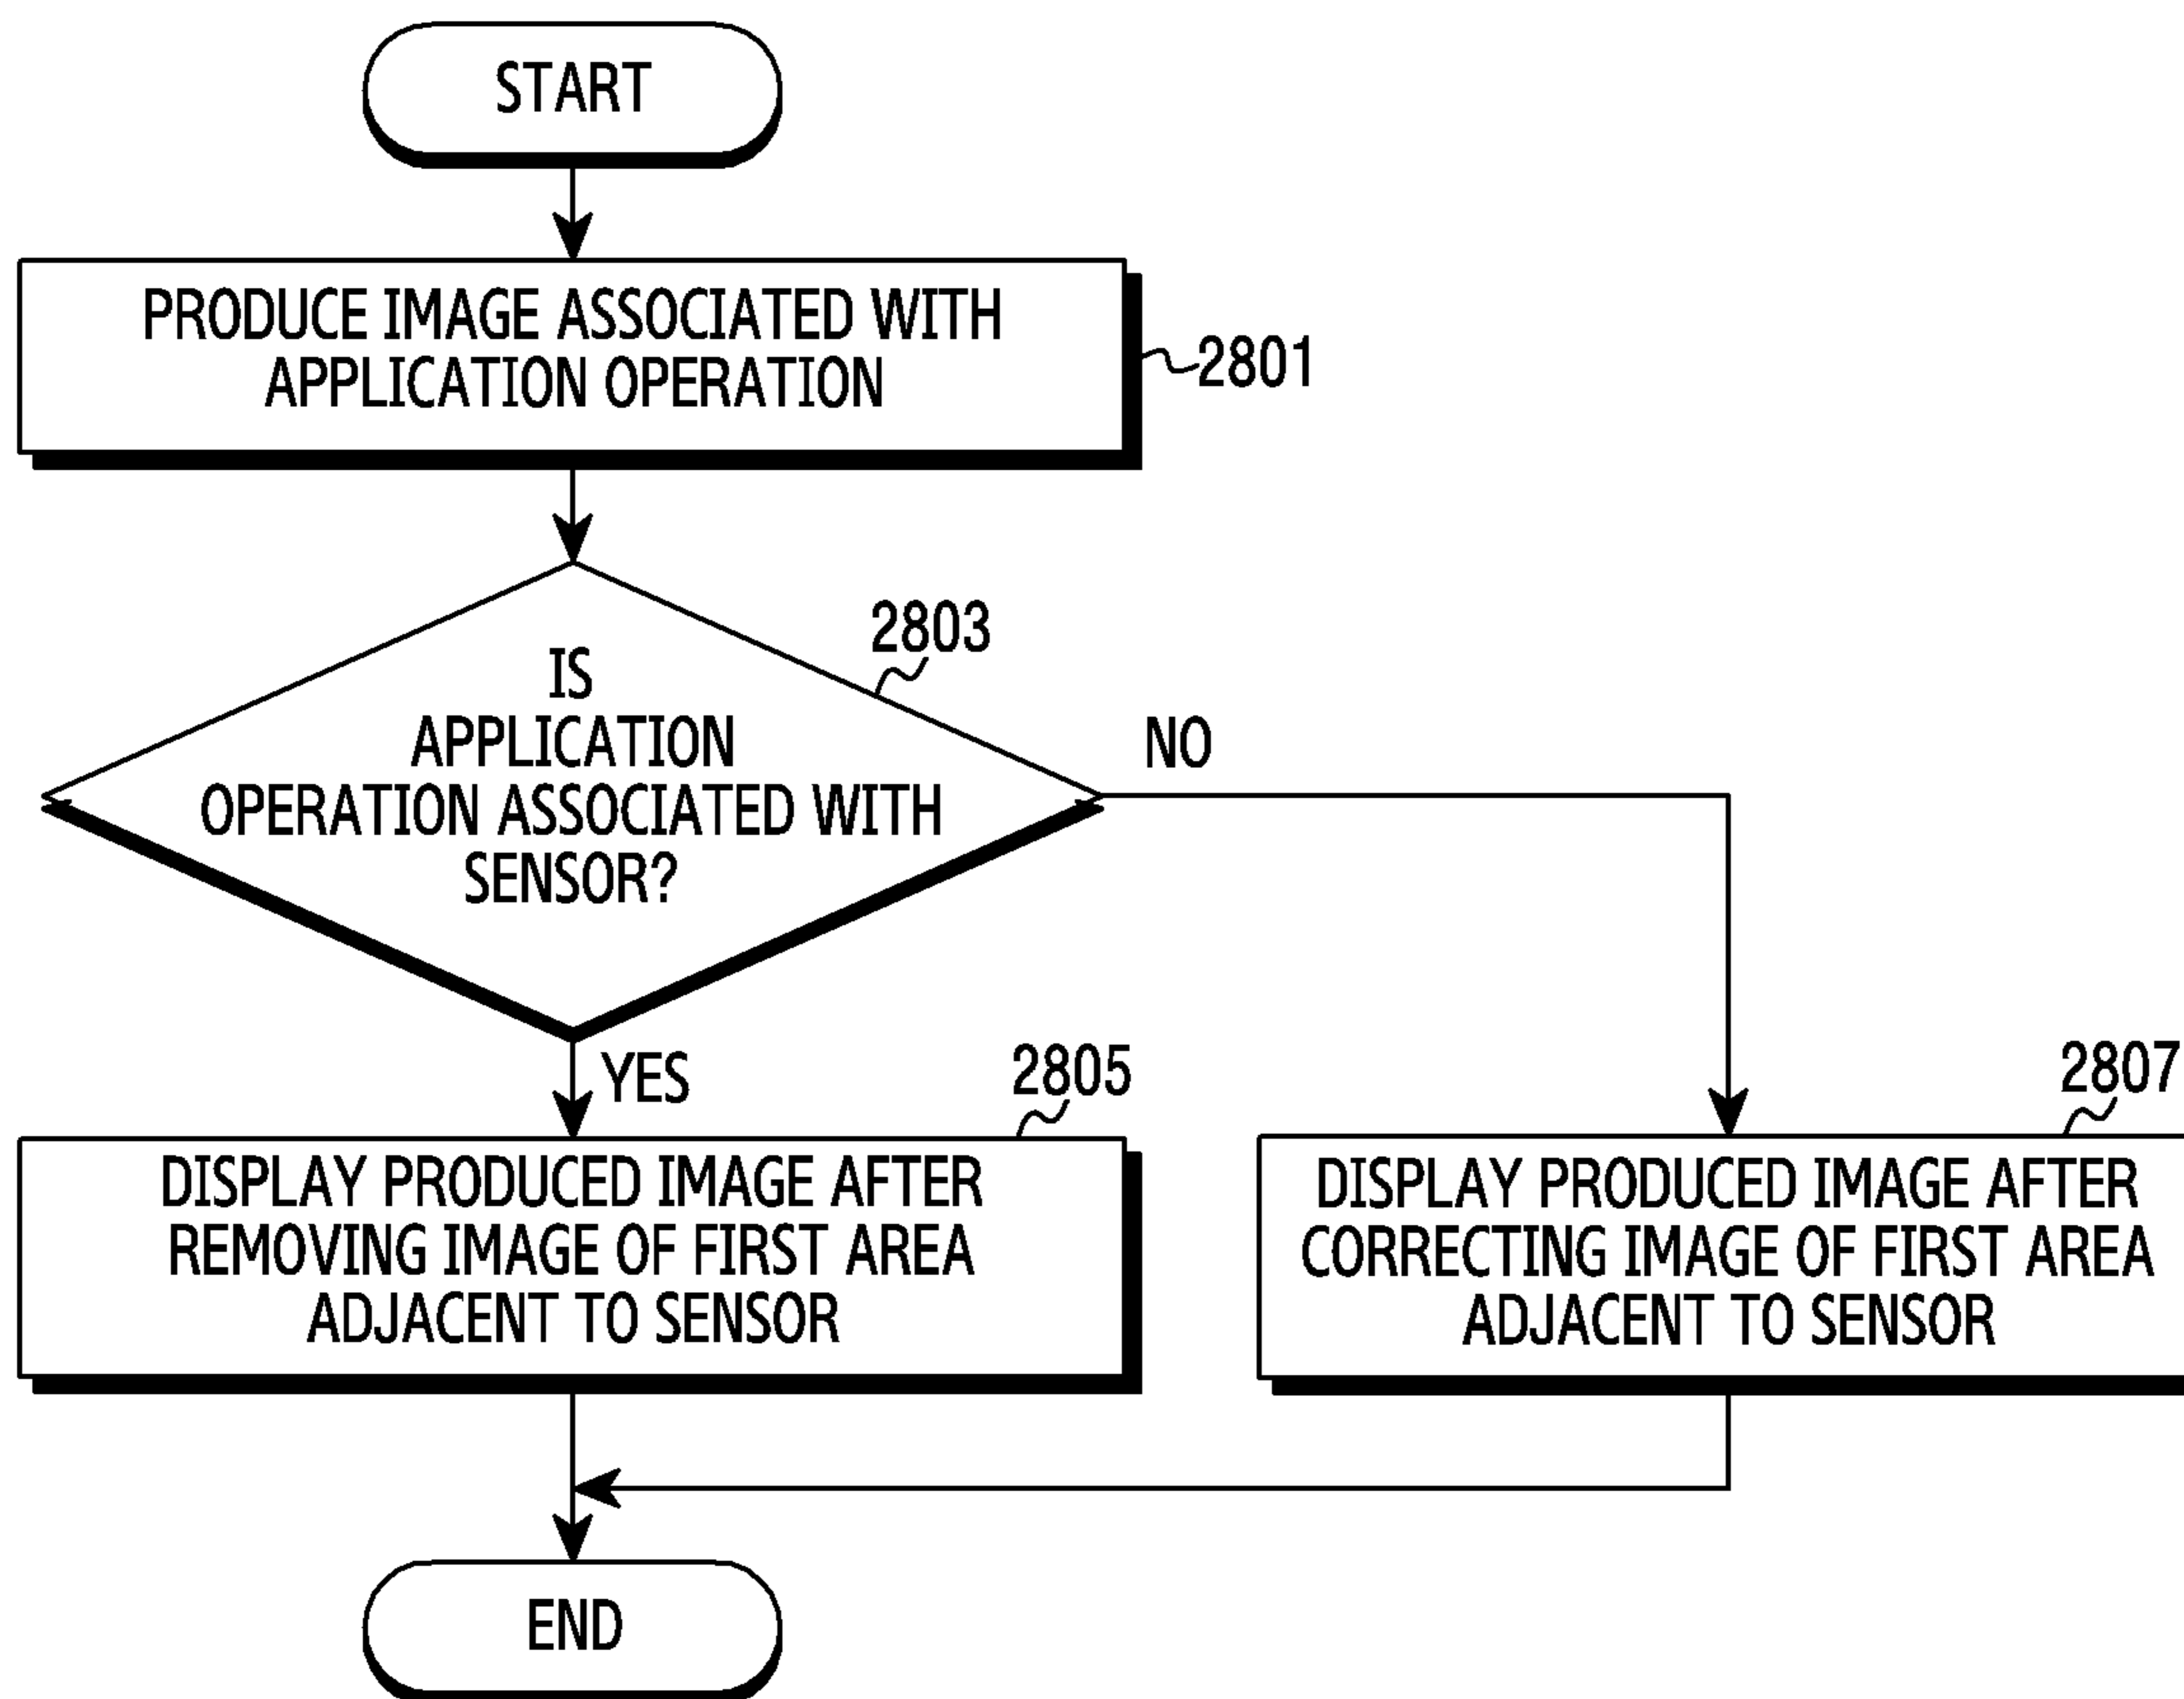 START
PRODUCE IMAGE ASSOCIATED WITH
APPLICATION OPERATION
2801
2803
IS
APPLICATION
OPERATION ASSOCIATED WITH
SENSOR?
NO
YES
2805
DISPLAY PRODUCED IMAGE AFTER
REMOVING IMAGE OF FIRST AREA
ADJACENT TO SENSOR
2807
DISPLAY PRODUCED IMAGE AFTER
CORRECTING IMAGE OF FIRST AREA
ADJACENT TO SENSOR
END